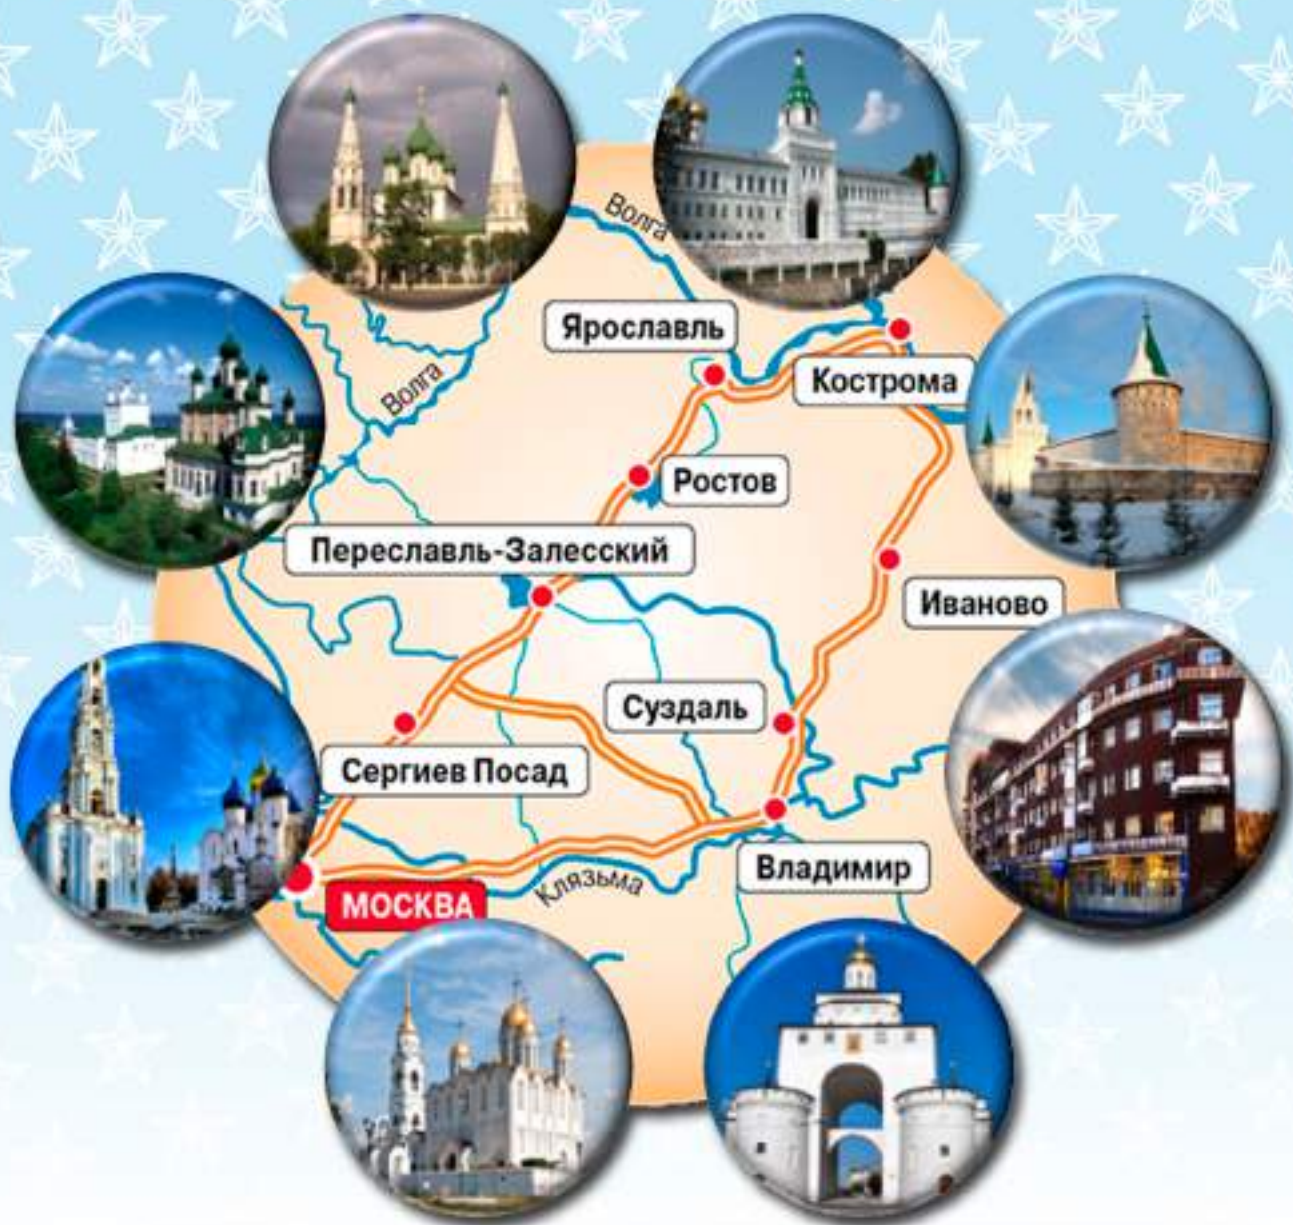 Волга
Ярославль
Кострома
Волга
Ростов
Переславль-Залесский
Иваново
Суздаль
Сергиев Посад
Владимир
Клязьма
МОСКВА